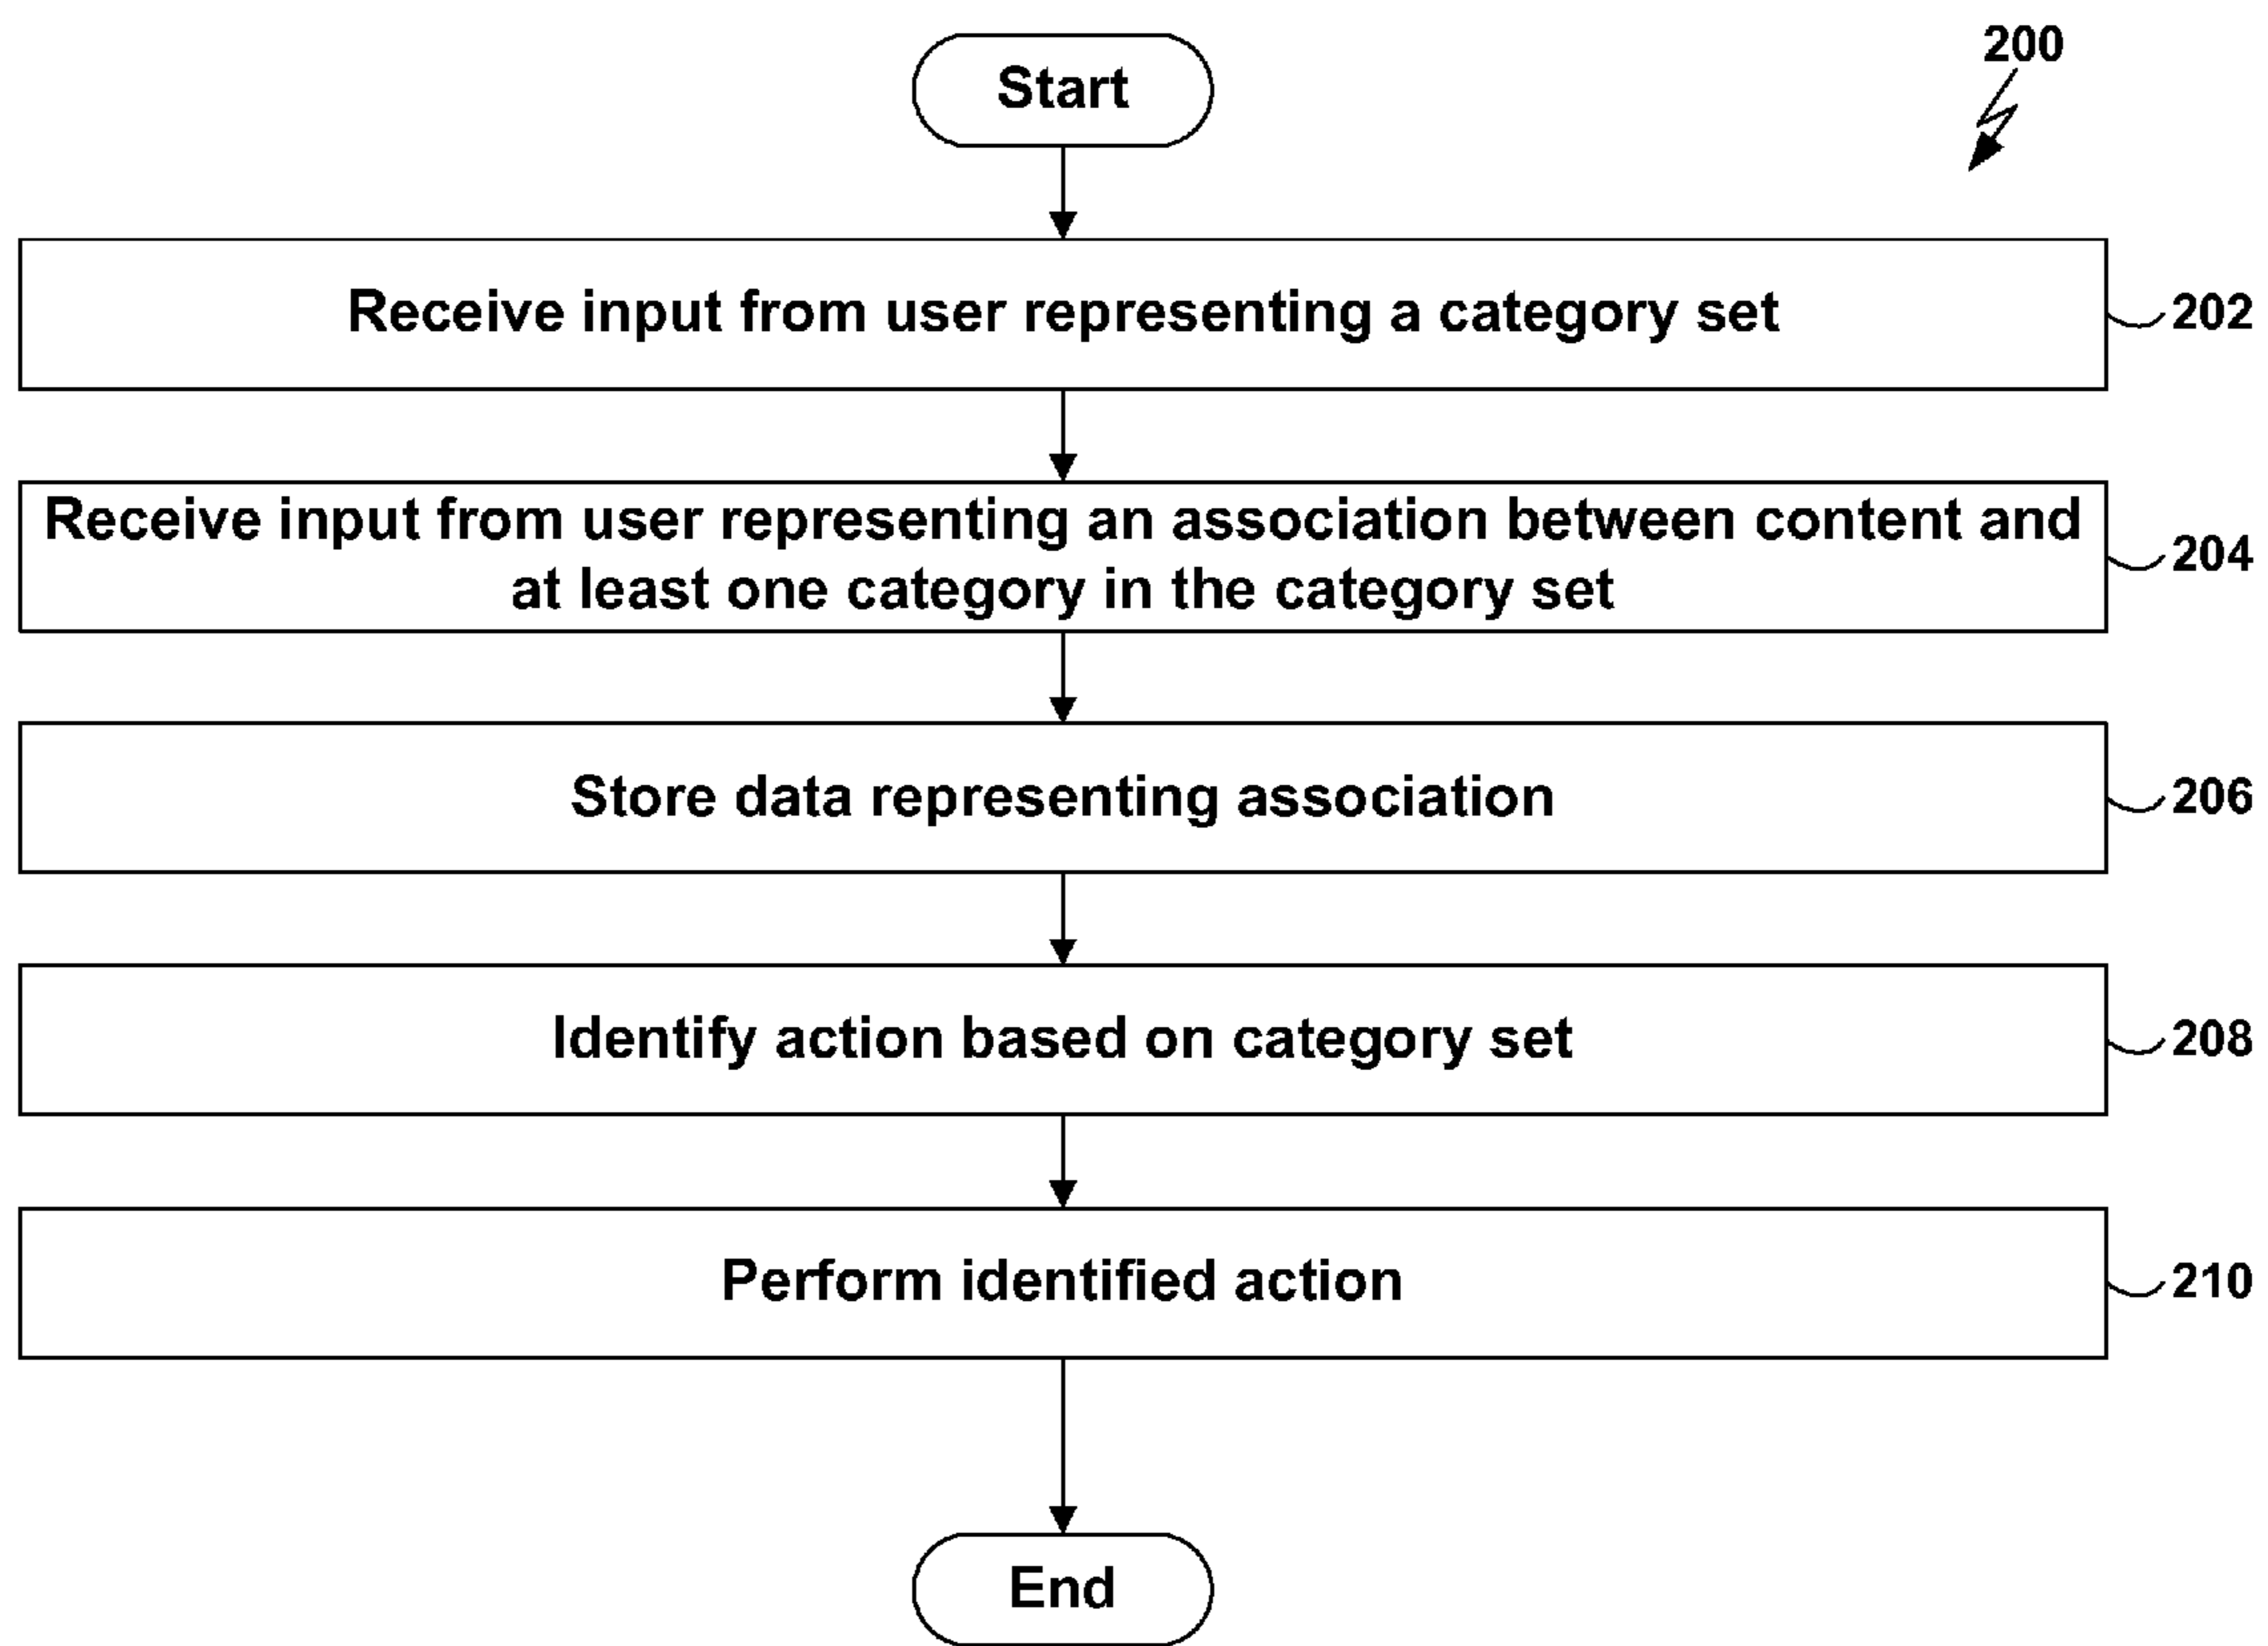 Start
200
Receive input from user representing a category set
202
Receive input from user representing an association between content and
at least one category in the category set
204
Store data representing association
206
Identify action based on category set
208
Perform identified action
210
End